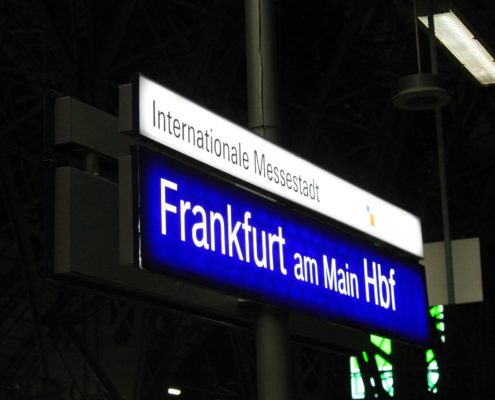 Internationale Messestadt
Frankfurt am Main Hbf